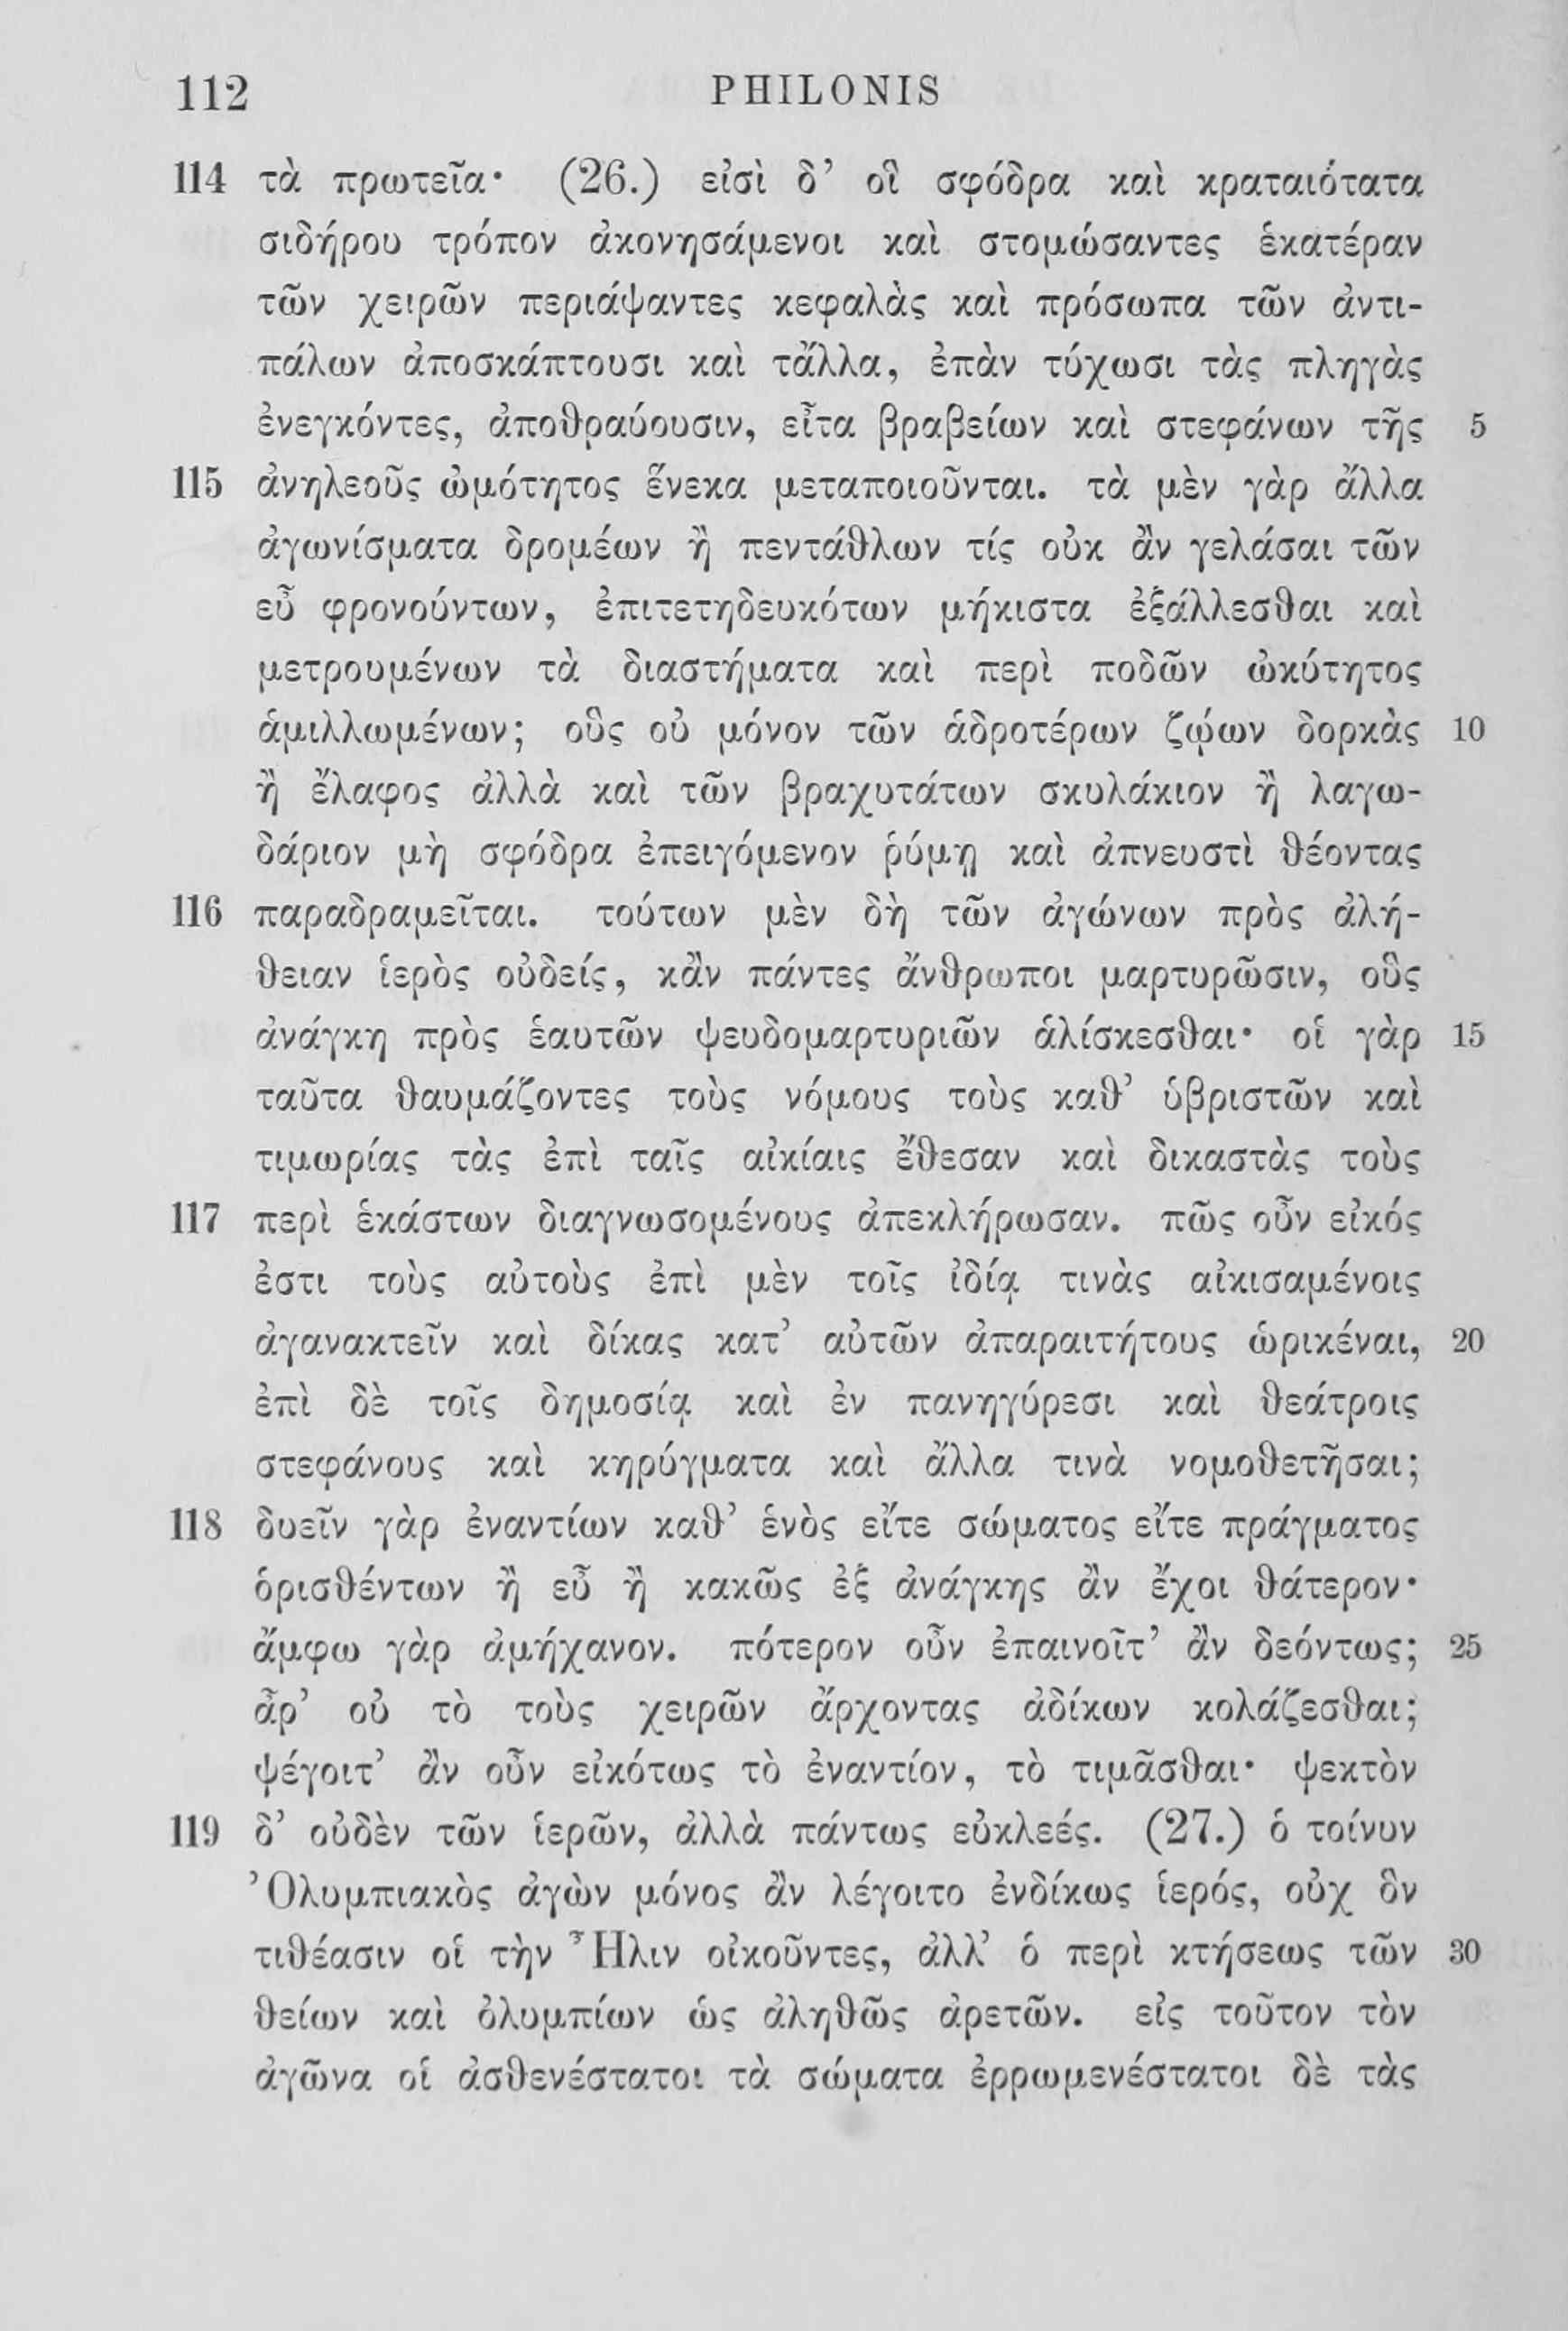 112 PHILONIS
114 τὰ πρωτεῖα· (26.) εἰσὶ δ’ οἳ σφόδρα καὶ κραταιότατα
σιδήρου τρόπον ἀκονησάμενοι καὶ στομώσαντες ἑκατέραν
τῶν χειρῶν περιάψαντες κεφαλὰς καὶ πρόσωπα τῶν ἀντι-
πάλων ἀποσκάπτουσι καὶ τἄλλα, ἐπὰν τύχωσι τὰς πληγὰς
ἐνεγκόντες, ἀποθραύουσιν, εἶτα βραβείων καὶ στεφάνων τῆς 5
115 ἀνηλεοῦς ὠμότητος ἕνεκα μεταποιοῦνται. τὰ μὲν γὰρ ἄλλα
ἀγωνίσματα δρομέων ἢ πεντάθλων τίς οὐκ ἂν γελάσαι τῶν
εὖ φρονούντων, ἐπιτετηδευκότων μήκιστα ἐξάλλεσθαι καὶ
μετρουμένων τὰ διαστήματα καὶ περὶ ποδῶν ὠκύτητος
ἁμιλλωμένων; οὓς οὐ μόνον τῶν ἁδροτέρων ζῴων δορκὰς 10
ἢ ἔλαφος ἀλλὰ καὶ τῶν βραχυτάτων σκυλάκιον ἢ λαγω-
δάριον μὴ σφόδρα ἐπειγόμενον ῥύμῃ καὶ ἀπνευστὶ θέοντας
116 παραδραμεῖται. τούτων μὲν δὴ τῶν ἀγώνων πρὸς ἀλή-
θειαν ἱερὸς οὐδείς, κἂν πάντες ἄνθρωποι μαρτυρῶσιν, οὓς
ἀνάγκη πρὸς ἑαυτῶν ψευδομαρτυριῶν ἁλίσκεσθαι· οἱ γὰρ 15
ταῦτα θαυμάζοντες τοὺς νόμους τοὺς καθ’ ὑβριστῶν καὶ
τιμωρίας τὰς ἐπὶ ταῖς αἰκίαις ἔθεσαν καὶ δικαστὰς τοὺς
117 περὶ ἑκάστων διαγνωσομένους ἀπεκλήρωσαν. πῶς οὖν εἰκός
ἐστι τοὺς αὐτοὺς ἐπὶ μὲν τοῖς ἰδίᾳ τινὰς αἰκισαμένοις
ἀγανακτεῖν καὶ δίκας κατ’ αὐτῶν ἀπαραιτήτους ὡρικέναι, 20
ἐπὶ δὲ τοῖς δημοσίᾳ καὶ ἐν πανηγύρεσι καὶ θεάτροις
στεφάνους καὶ κηρύγματα καὶ ἄλλα τινὰ νομοθετῆσαι;
118 δυεῖν γὰρ ἐναντίων καθ’ ἑνὸς εἴτε σώματος εἴτε πράγματος
ὁρισθέντων ἢ εὖ ἢ κακῶς ἐξ ἀνάγκης ἂν ἔχοι θάτερον·
ἄμφω γὰρ ἀμήχανον. πότερον οὖν ἐπαινοῖτ’ ἂν δεόντως; 25
ἆρ’ οὐ τὸ τοὺς χειρῶν ἄρχοντας ἀδίκων κολάζεσθαι;
ψέγοιτ’ ἂν οὖν εἰκότως τὸ ἐναντίον, τὸ τιμᾶσθαι· ψεκτὸν
119 δ’ οὐδὲν τῶν ἱερῶν, ἀλλὰ πάντως εὐκλεές. (27.) ὁ τοίνυν
Ὀλυμπιακὸς ἀγὼν μόνος ἂν λέγοιτο ἐνδίκως ἱερός, οὐχ ὃν
τιθέασιν οἱ τὴν Ἦλιν οἰκοῦντες, ἀλλ’ ὁ περὶ κτήσεως τῶν 30
θείων καὶ ὀλυμπίων ὡς ἀληθῶς ἀρετῶν. εἰς τοῦτον τὸν
ἀγῶνα οἱ ἀσθενέστατοι τὰ σώματα ἐρρωμενέστατοι δὲ τὰς